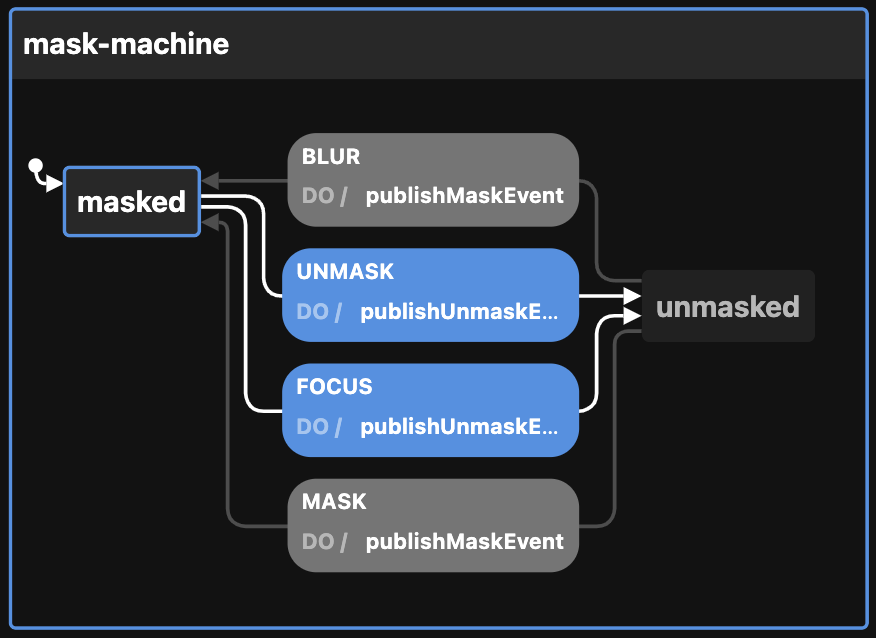 mask-machine
masked
BLUR
DO / publishMaskEvent
UNMASK
DO / publishUnmaskE...
unmasked
FOCUS
DO / publishUnmaskE...
MASK
DO / publishMaskEvent